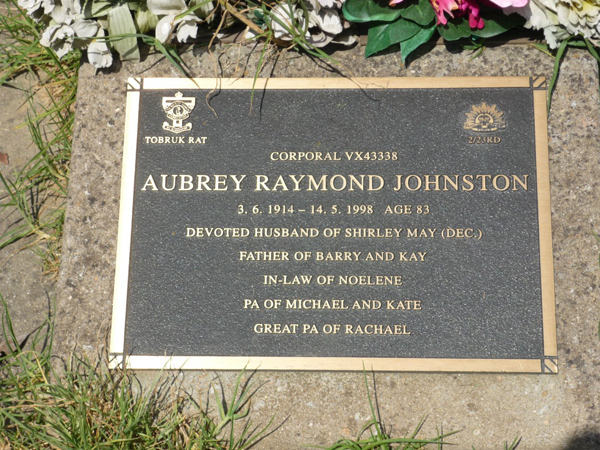 TOBRUK RAT
2/23RD
CORPORAL VX43338
AUBREY RAYMOND JOHNSTON
3. 6. 1914 – 14. 5. 1998 AGE 83
DEVOTED HUSBAND OF SHIRLEY MAY (DEC.)
FATHER OF BARRY AND KAY
IN-LAW OF NOELENE
PA OF MICHAEL AND KATE
GREAT PA OF RACHAEL